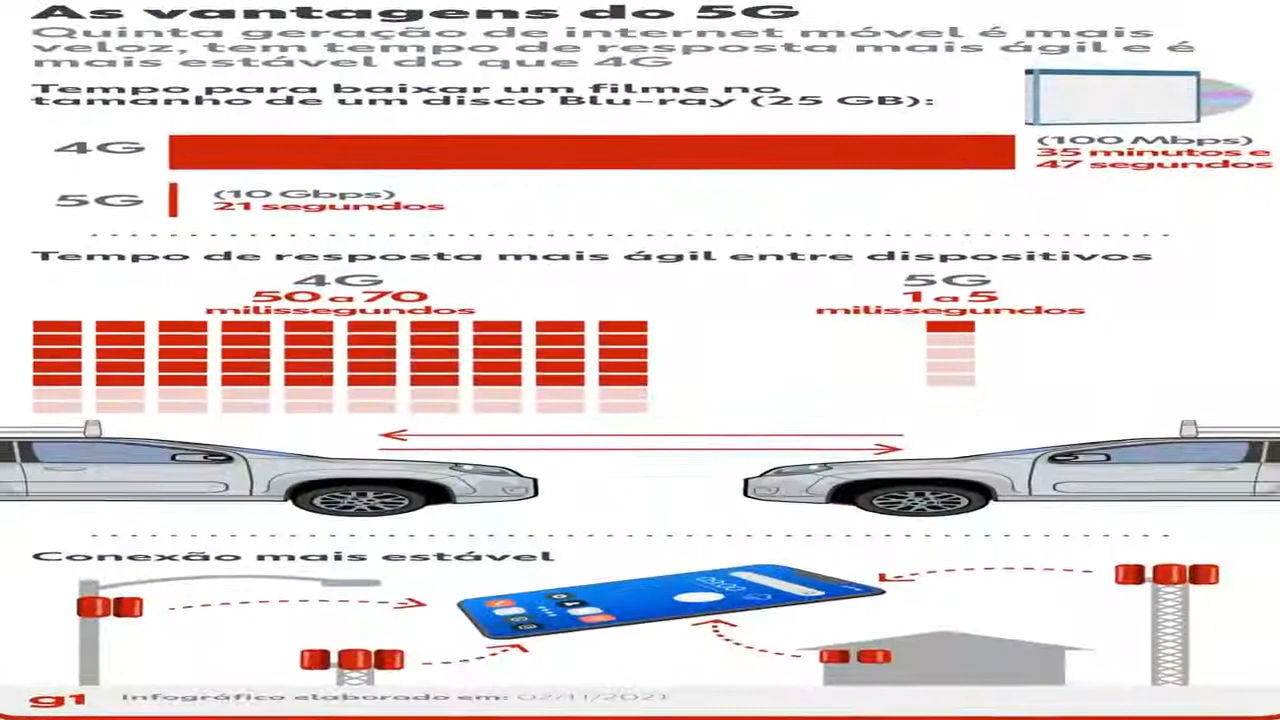 As vantagens do 5G
Quinta geração de internet móvel é mais
veloz, tem tempo de resposta mais ágil e é
mais estável do que 4G
Tempo para baixar um filme no
tamanho de um disco Blu-ray (25 GB):
4G
(100 Mbps)
35 minutos e
47 segundos
5G
(10 Gbps)
21 segundos
Tempo de resposta mais ágil entre dispositivos
4G
50 a 70
milissegundos
5G
1 a 5
milissegundos
Conexão mais estável
09:00
g1 Infográfico elaborado em: 02/11/2021